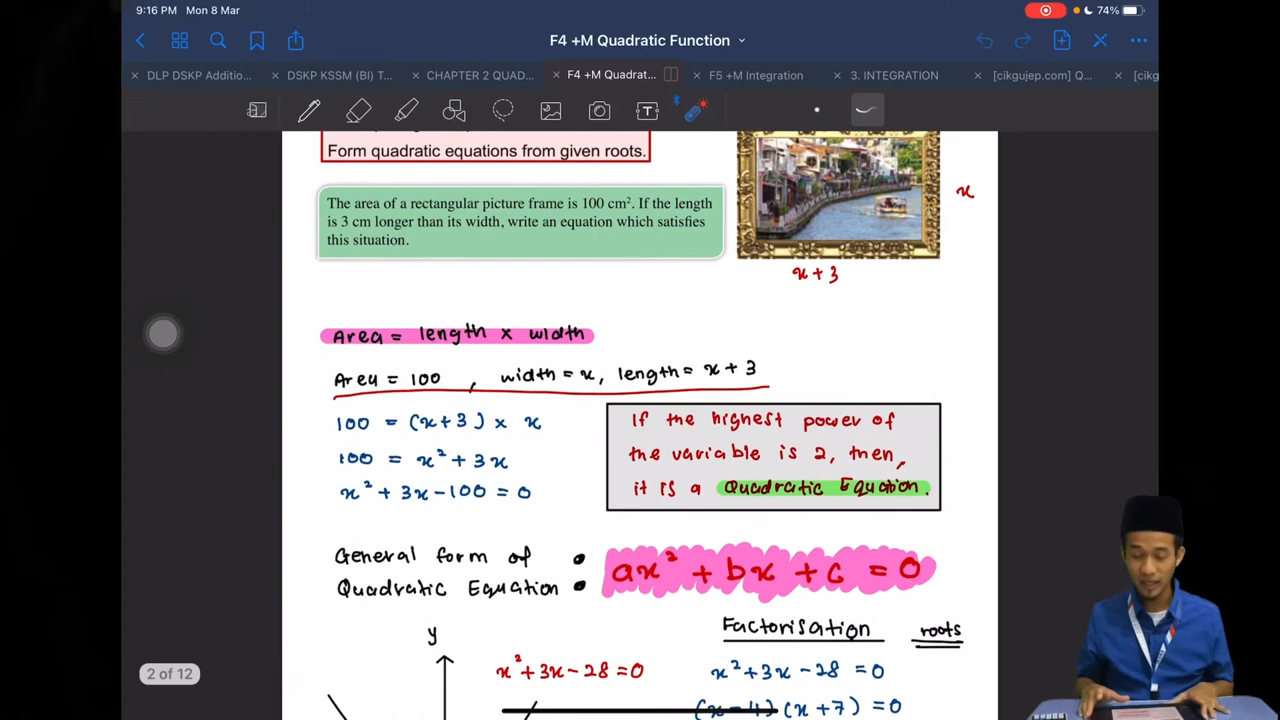 9:16 PM Mon 8 Mar
74%
F4 +M Quadratic Function
DLP DSKP Additio...
DSKP KSSM (BI) T...
CHAPTER 2 QUAD...
F4 +M Quadrat...
F5 +M Integration
3. INTEGRATION
[cikgujep.com] Q...
[cikg
Form quadratic equations from given roots.
The area of a rectangular picture frame is 100 cm². If the length
is 3 cm longer than its width, write an equation which satisfies
this situation.
x
x + 3
Area = length x width
Area = 100 , width = x, length = x + 3
100 = (x+3) x x
100 = x² + 3x
x² + 3x - 100 = 0
If the highest power of
the variable is 2, then,
it is a Quadratic Equation.
General form of
Quadratic Equation :
ax² + bx + c = 0
y
Factorisation
roots
x² + 3x - 28 = 0
x² + 3x - 28 = 0
(x - 4) (x + 7) = 0
2 of 12